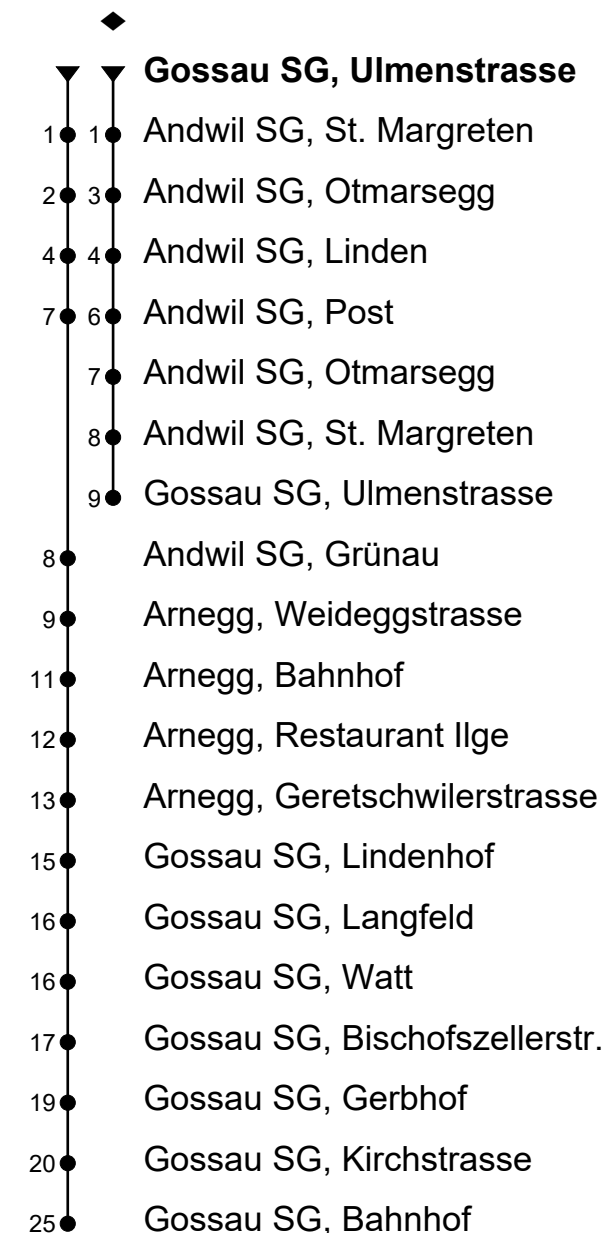 Gossau SG, Ulmenstrasse
1 1 Andwil SG, St. Margreten
2 3 Andwil SG, Otmarsegg
4 4 Andwil SG, Linden
7 6 Andwil SG, Post
7 Andwil SG, Otmarsegg
8 Andwil SG, St. Margreten
9 Gossau SG, Ulmenstrasse
8 Andwil SG, Grünau
9 Arnegg, Weideggstrasse
11 Arnegg, Bahnhof
12 Arnegg, Restaurant Ilge
13 Arnegg, Geretschwilerstrasse
15 Gossau SG, Lindenhof
16 Gossau SG, Langfeld
16 Gossau SG, Watt
17 Gossau SG, Bischofszellerstr.
19 Gossau SG, Gerbhof
20 Gossau SG, Kirchstrasse
25 Gossau SG, Bahnhof